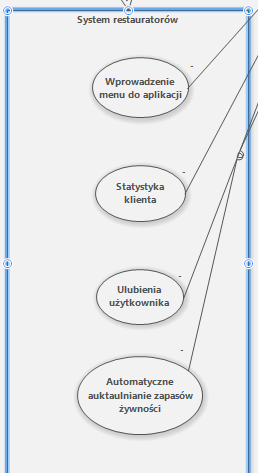 System restauratorów
Wprowadzenie
menu do aplikacji
Statystyka
klienta
Ulubienia
użytkownika
Automatyczne
auktaulnianie zapasów
żywności